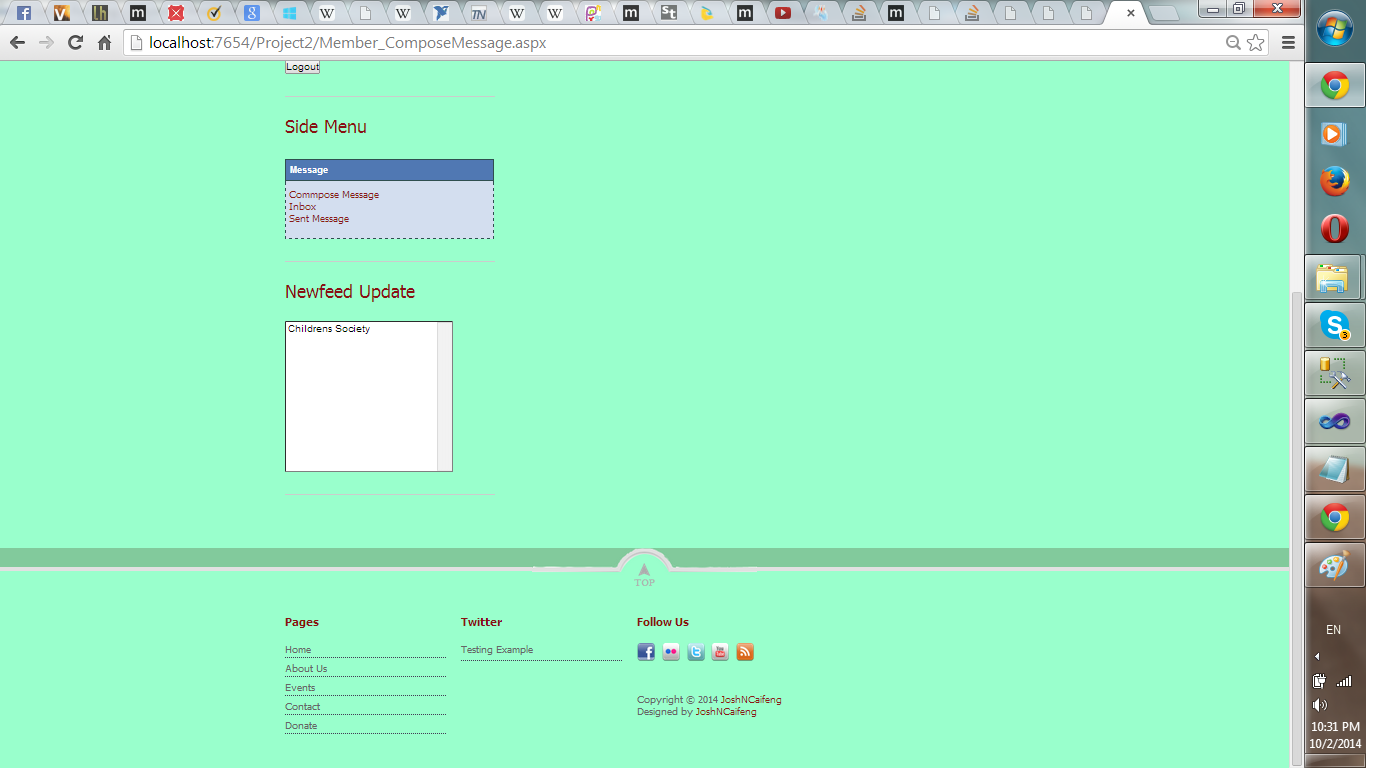 localhost:7654/Project2/Member_ComposeMessage.aspx
Logout
Side Menu
Message
Commpose Message
Inbox
Sent Message
Newfeed Update
Childrens Society
TOP
Pages
Home
About Us
Events
Contact
Donate
Twitter
Testing Example
Follow Us
Copyright © 2014 JoshNCaifeng
Designed by JoshNCaifeng
EN
10:31 PM
10/2/2014